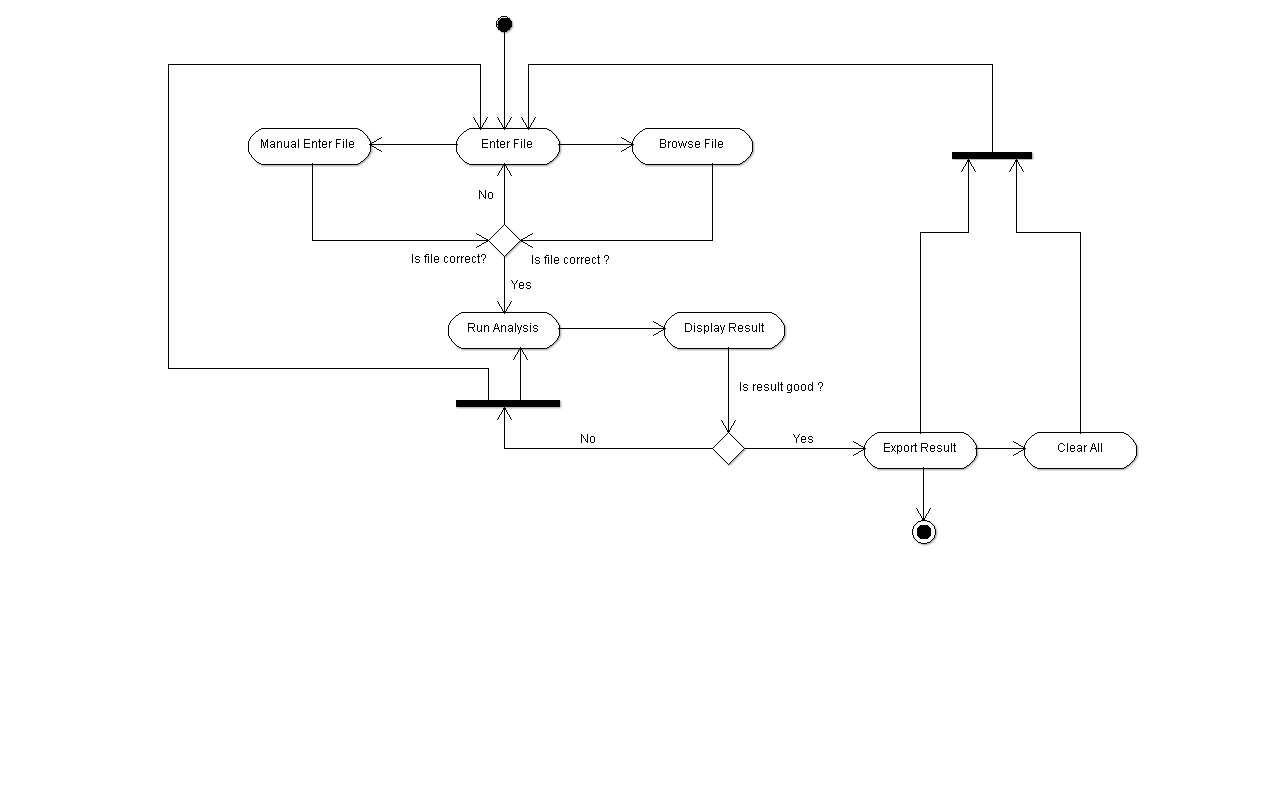 Manual Enter File
Enter File
Browse File
No
Is file correct?
Is file correct ?
Yes
Run Analysis
Display Result
Is result good ?
No
Yes
Export Result
Clear All